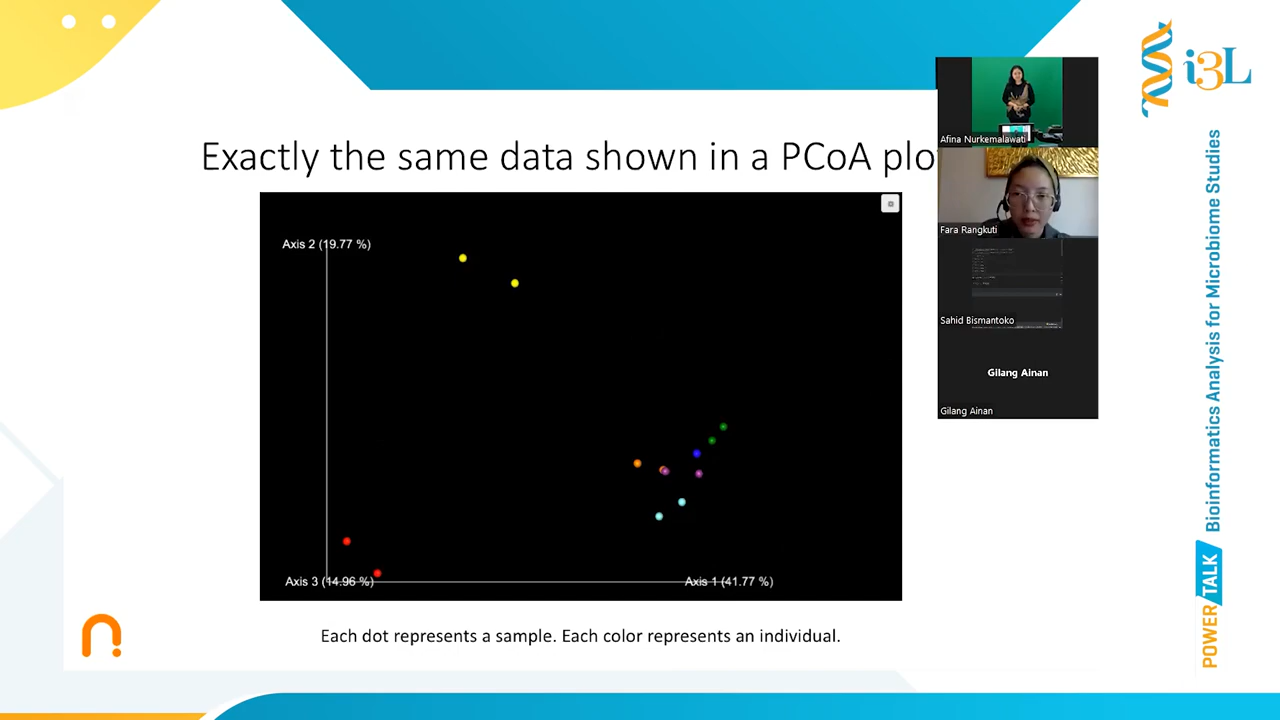 i3L
Afina Nurkemalawati
Exactly the same data shown in a PCoA plo
Fara Rangkuti
Axis 2 (19.77 %)
Sahid Bismantoko
Gilang Ainan
Gilang Ainan
Axis 3 (14.96 %)
Axis 1 (41.77 %)
Each dot represents a sample. Each color represents an individual.
POWER TALK Bioinformatics Analysis for Microbiome Studies